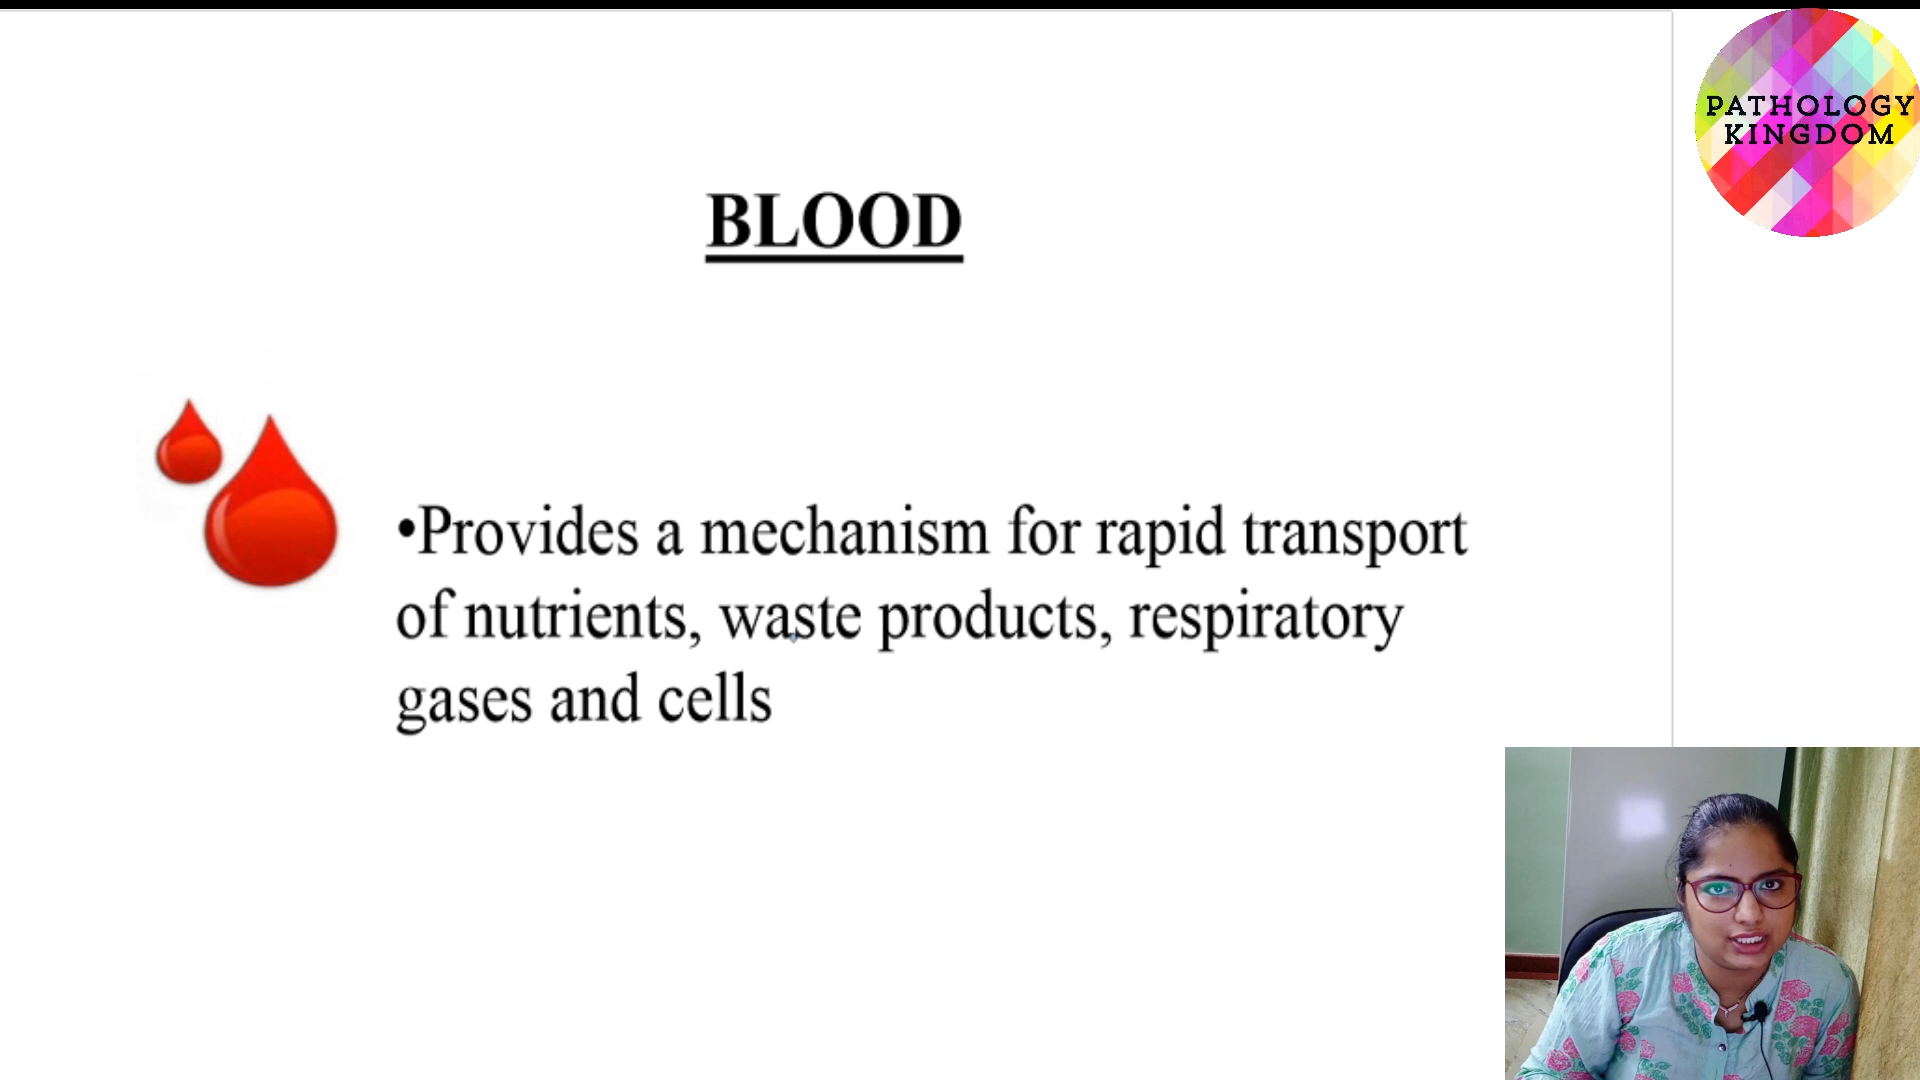 PATHOLOGY
KINGDOM
BLOOD
•Provides a mechanism for rapid transport
of nutrients, waste products, respiratory
gases and cells